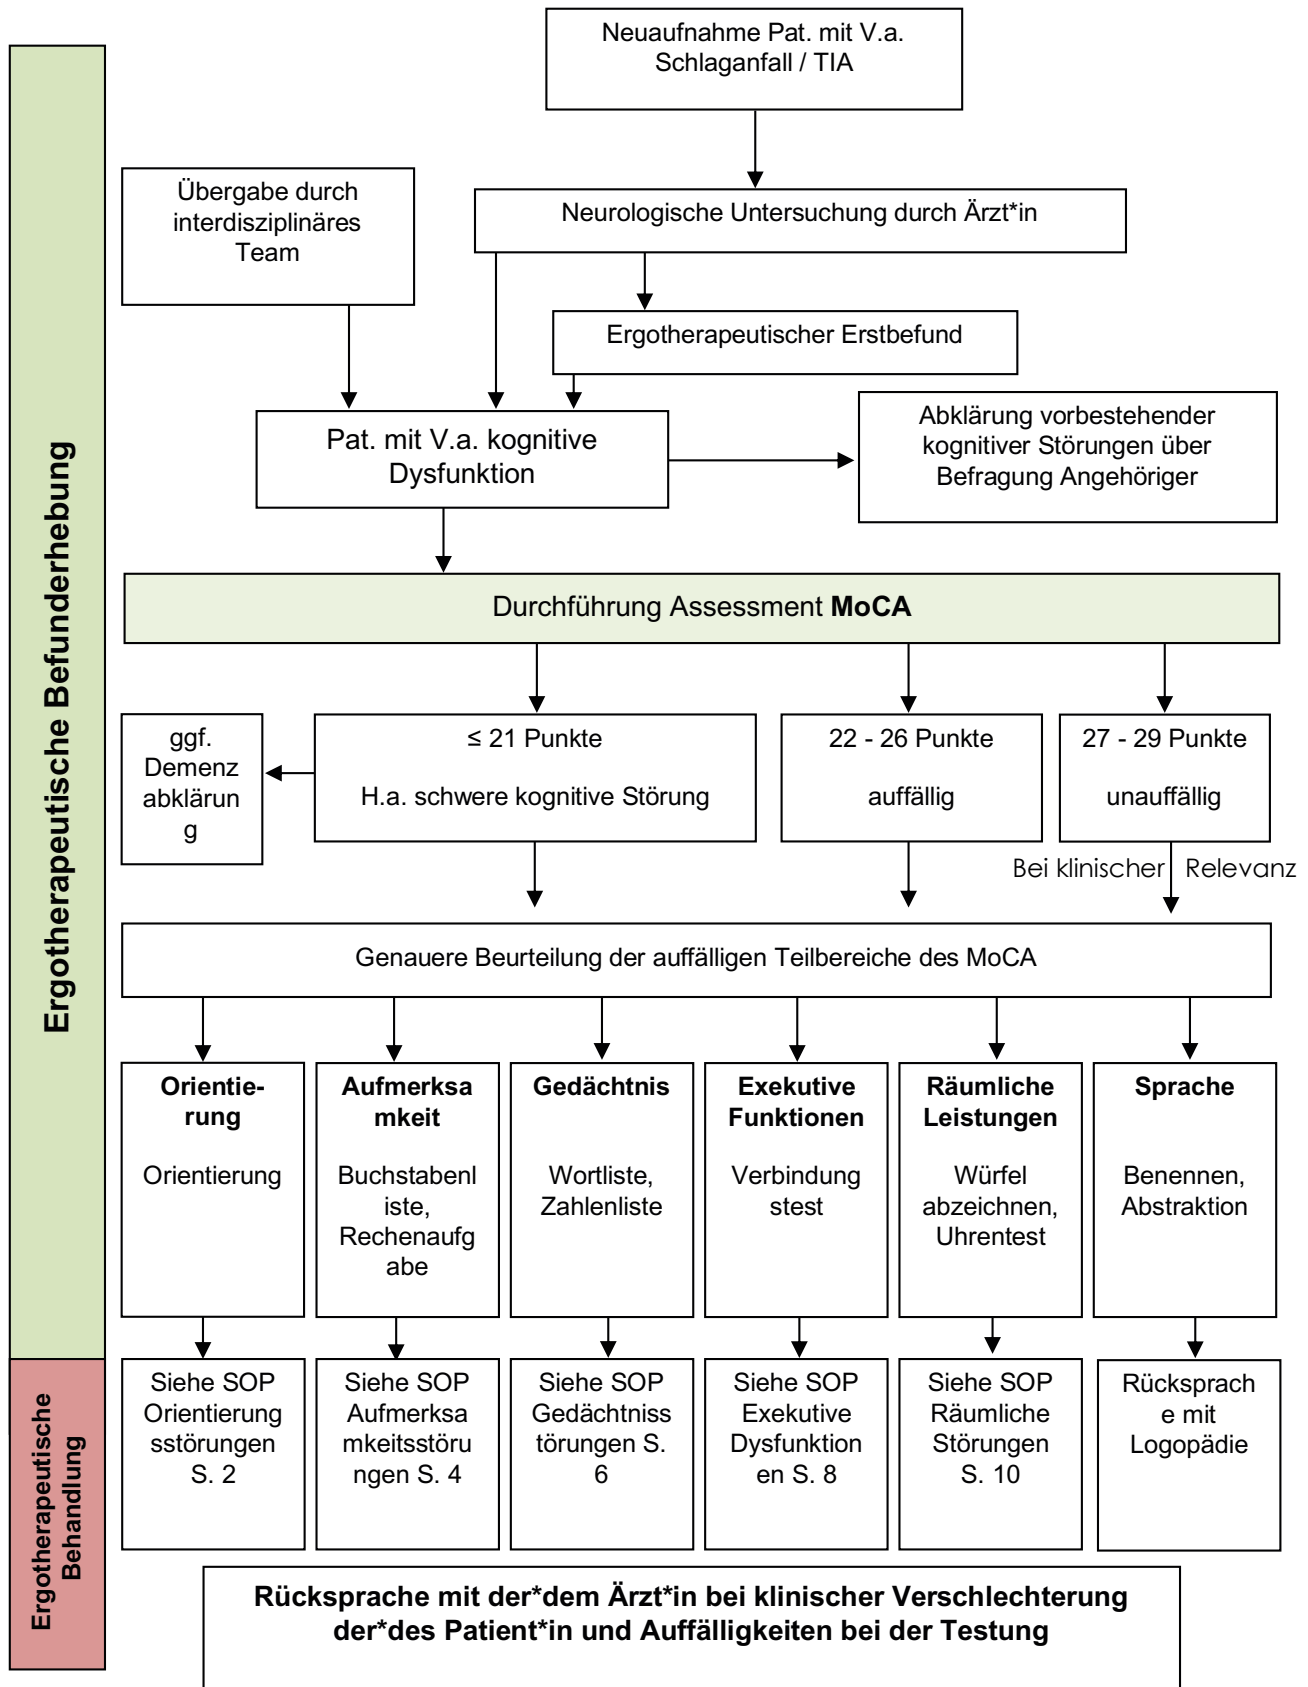 Neuaufnahme Pat. mit V.a.
Schlaganfall / TIA
Übergabe durch
interdisziplinäres
Team
Neurologische Untersuchung durch Ärzt*in
Ergotherapeutischer Erstbefund
Pat. mit V.a. kognitive
Dysfunktion
Abklärung vorbestehender
kognitiver Störungen über
Befragung Angehöriger
Ergotherapeutische Befunderhebung
Durchführung Assessment MoCA
ggf.
Demenz
abklärun
g
≤ 21 Punkte
H.a. schwere kognitive Störung
22 - 26 Punkte
auffällig
27 - 29 Punkte
unauffällig
Bei klinischer Relevanz
Genauere Beurteilung der auffälligen Teilbereiche des MoCA
Orientie-
rung
Orientierung
Aufmerksa
mkeit
Buchstabenl
iste,
Rechenaufg
abe
Gedächtnis
Wortliste,
Zahlenliste
Exekutive
Funktionen
Verbindung
stest
Räumliche
Leistungen
Würfel
abzeichnen,
Uhrentest
Sprache
Benennen,
Abstraktion
Ergotherapeutische
Behandlung
Siehe SOP
Orientierung
sstörungen
S. 2
Siehe SOP
Aufmerksa
mkeitsstöru
ngen S. 4
Siehe SOP
Gedächtniss
törungen S.
6
Siehe SOP
Exekutive
Dysfunktion
en S. 8
Siehe SOP
Räumliche
Störungen
S. 10
Rücksprach
e mit
Logopädie
Rücksprache mit der*dem Ärzt*in bei klinischer Verschlechterung
der*des Patient*in und Auffälligkeiten bei der Testung